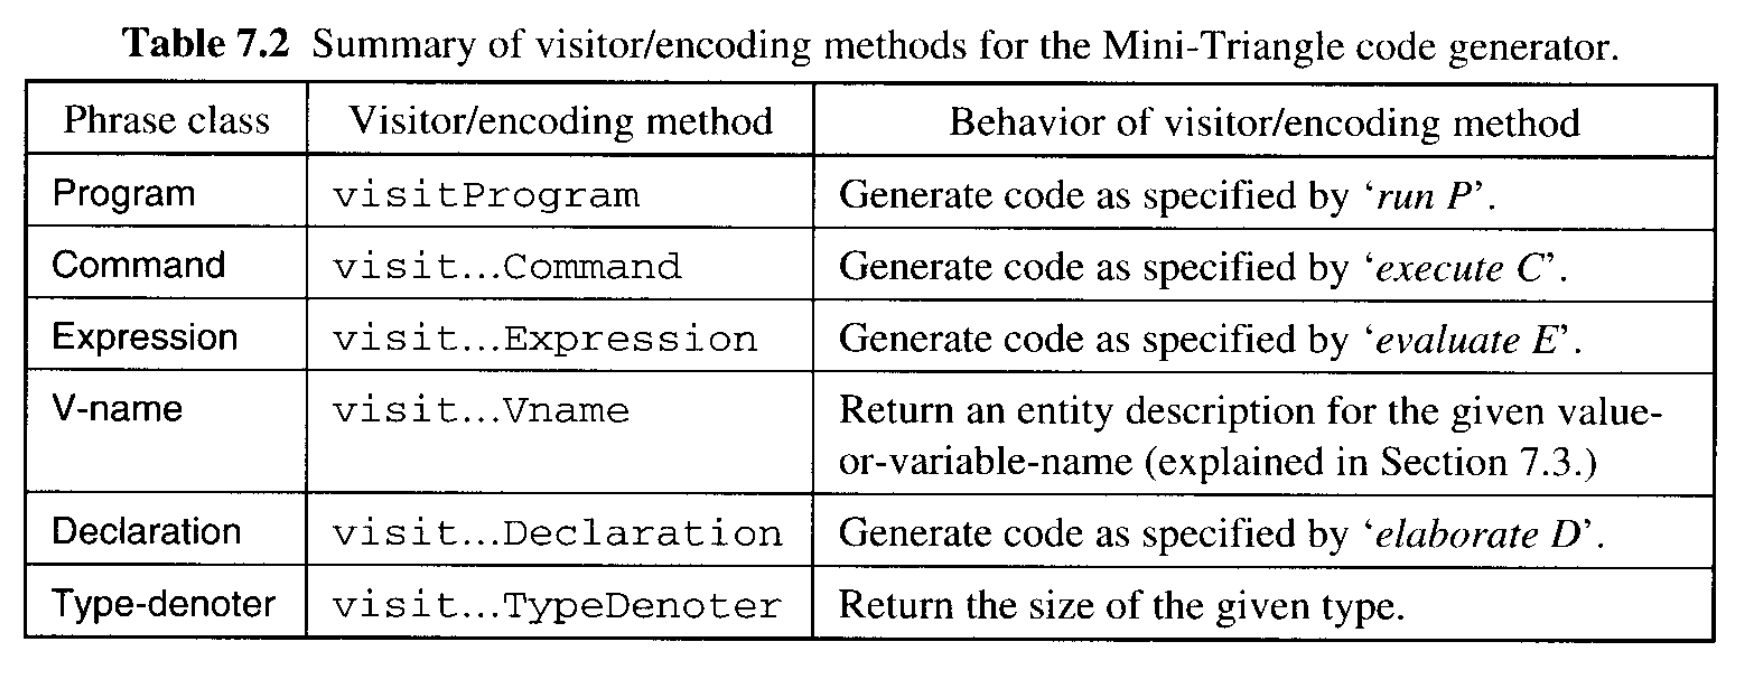 Table 7.2 Summary of visitor/encoding methods for the Mini-Triangle code generator.
Phrase class Visitor/encoding method Behavior of visitor/encoding method
Program visitProgram Generate code as specified by ‘run P’.
Command visit...Command Generate code as specified by ‘execute C’.
Expression visit...Expression Generate code as specified by ‘evaluate E’.
V-name visit...Vname Return an entity description for the given value-
or-variable-name (explained in Section 7.3.)
Declaration visit...Declaration Generate code as specified by ‘elaborate D’.
Type-denoter visit...TypeDenoter Return the size of the given type.